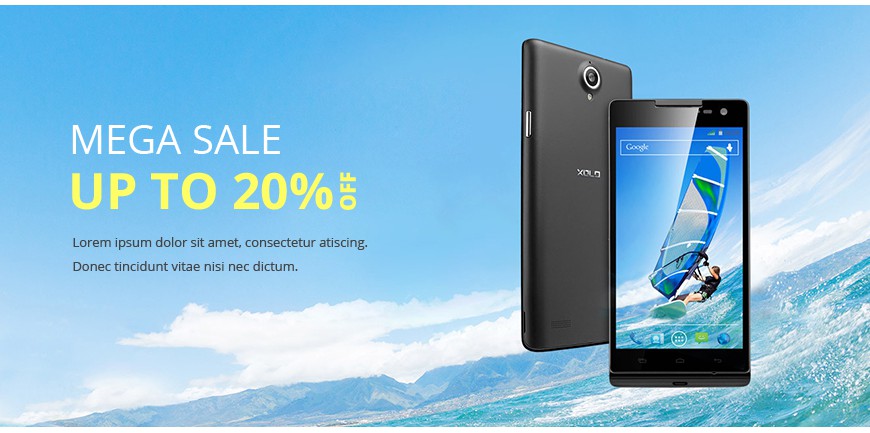 MEGA SALE
UP TO 20% OFF
Lorem ipsum dolor sit amet, consectetur atiscing.
Donec tincidunt vitae nisi nec dictum.
XOLO
Google